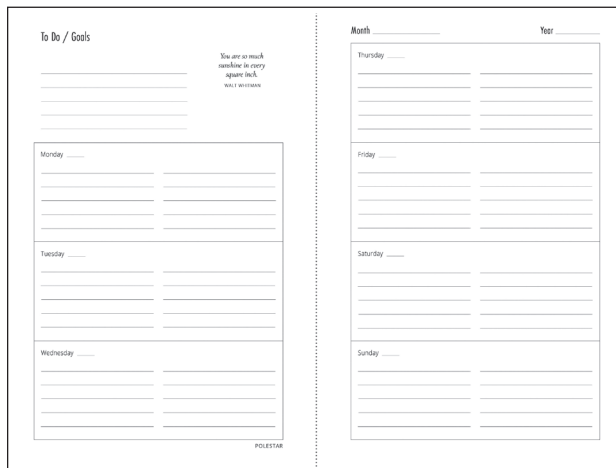 To Do / Goals
You are so much
sunshine in every
square inch.
WALT WHITMAN
Monday
Tuesday
Wednesday
POLESTAR
Month Year
Thursday
Friday
Saturday
Sunday